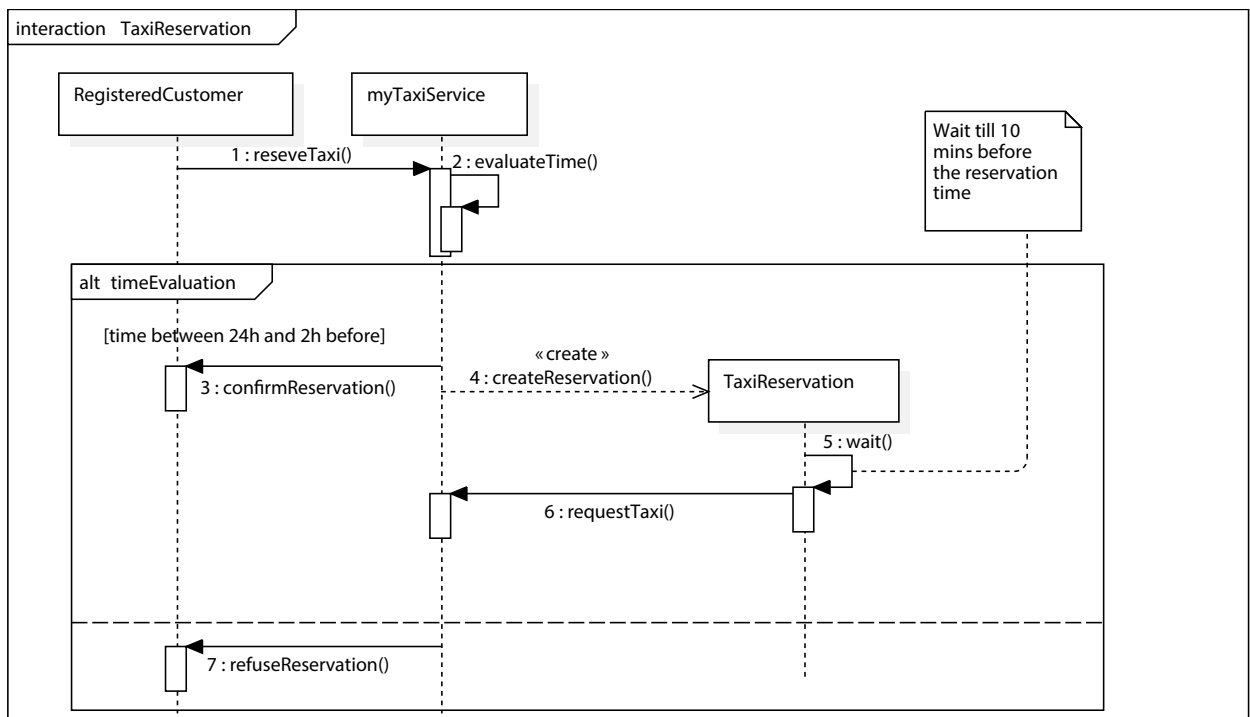 interaction TaxiReservation
RegisteredCustomer
myTaxiService
Wait till 10
mins before
the reservation
time
1 : reseveTaxi()
2 : evaluateTime()
alt timeEvaluation
[time between 24h and 2h before]
3 : confirmReservation()
« create »
4 : createReservation()
TaxiReservation
5 : wait()
6 : requestTaxi()
7 : refuseReservation()